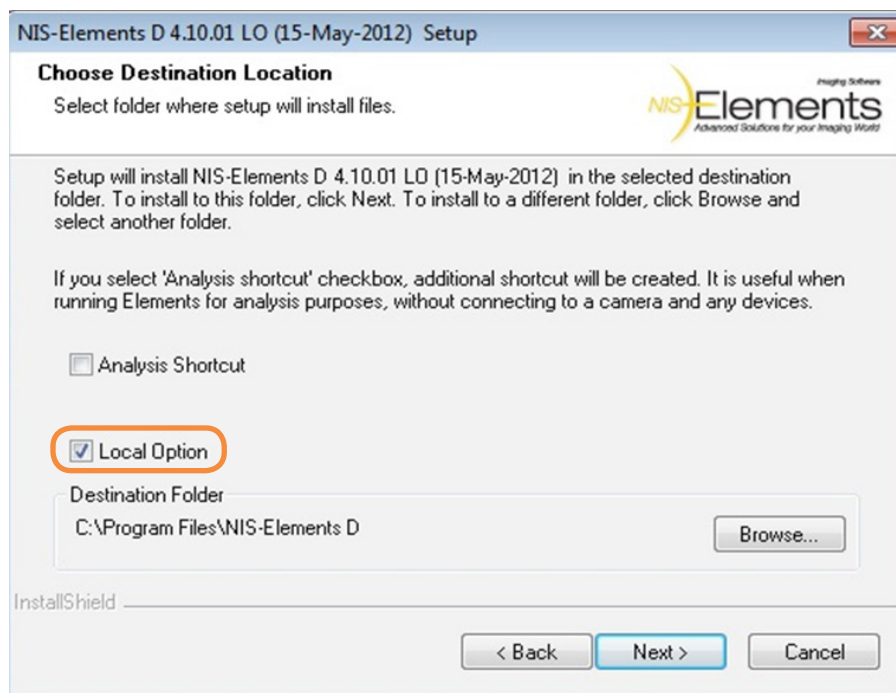 NIS-Elements D 4.10.01 LO (15-May-2012) Setup
Choose Destination Location
Select folder where setup will install files.
Imaging Software
NIS-Elements
Advanced Solutions for your Imaging World
Setup will install NIS-Elements D 4.10.01 LO (15-May-2012) in the selected destination
folder. To install to this folder, click Next. To install to a different folder, click Browse and
select another folder.
If you select 'Analysis shortcut' checkbox, additional shortcut will be created. It is useful when
running Elements for analysis purposes, without connecting to a camera and any devices.
Analysis Shortcut
Local Option
Destination Folder
C:\Program Files\NIS-Elements D
Browse...
InstallShield
< Back
Next >
Cancel